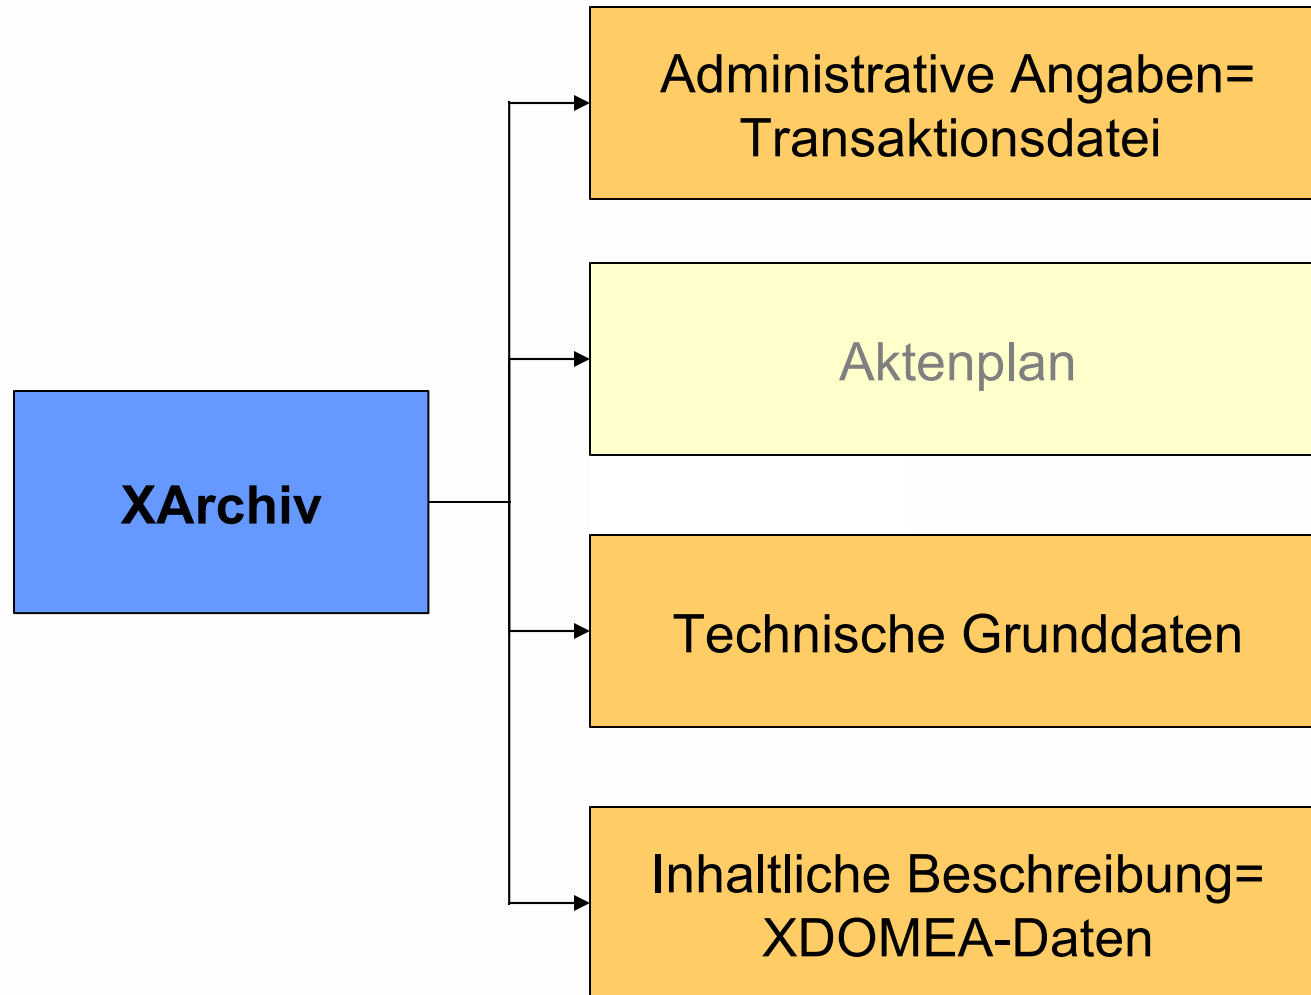 Administrative Angaben=
Transaktionsdatei
Aktenplan
XArchiv
Technische Grunddaten
Inhaltliche Beschreibung=
XDOMEA-Daten